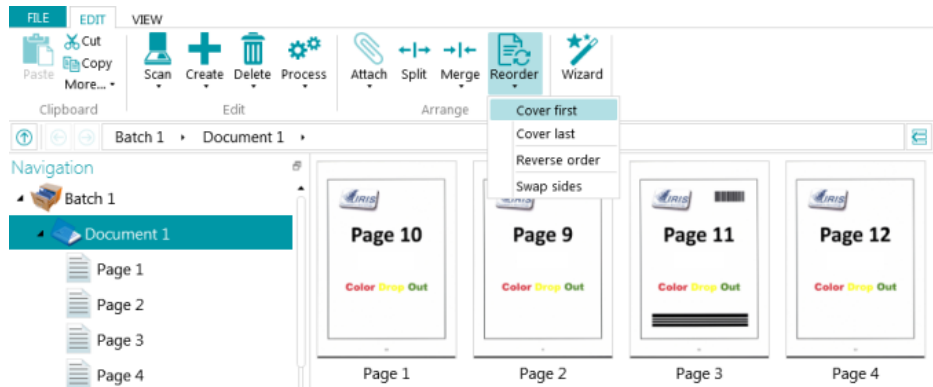 FILE EDIT VIEW
Paste
Cut
Copy
More...
Scan Create Delete Process
Attach Split Merge Reorder
Wizard
Clipboard Edit Arrange
Cover first
Cover last
Reverse order
Swap sides
Batch 1 Document 1
Navigation
Batch 1
Document 1
Page 1
Page 2
Page 3
Page 4
IRIS IRIS IRIS IRIS
Page 10 Page 9 Page 11 Page 12
Color Drop Out Color Drop Out Color Drop Out Color Drop Out
Page 1 Page 2 Page 3 Page 4